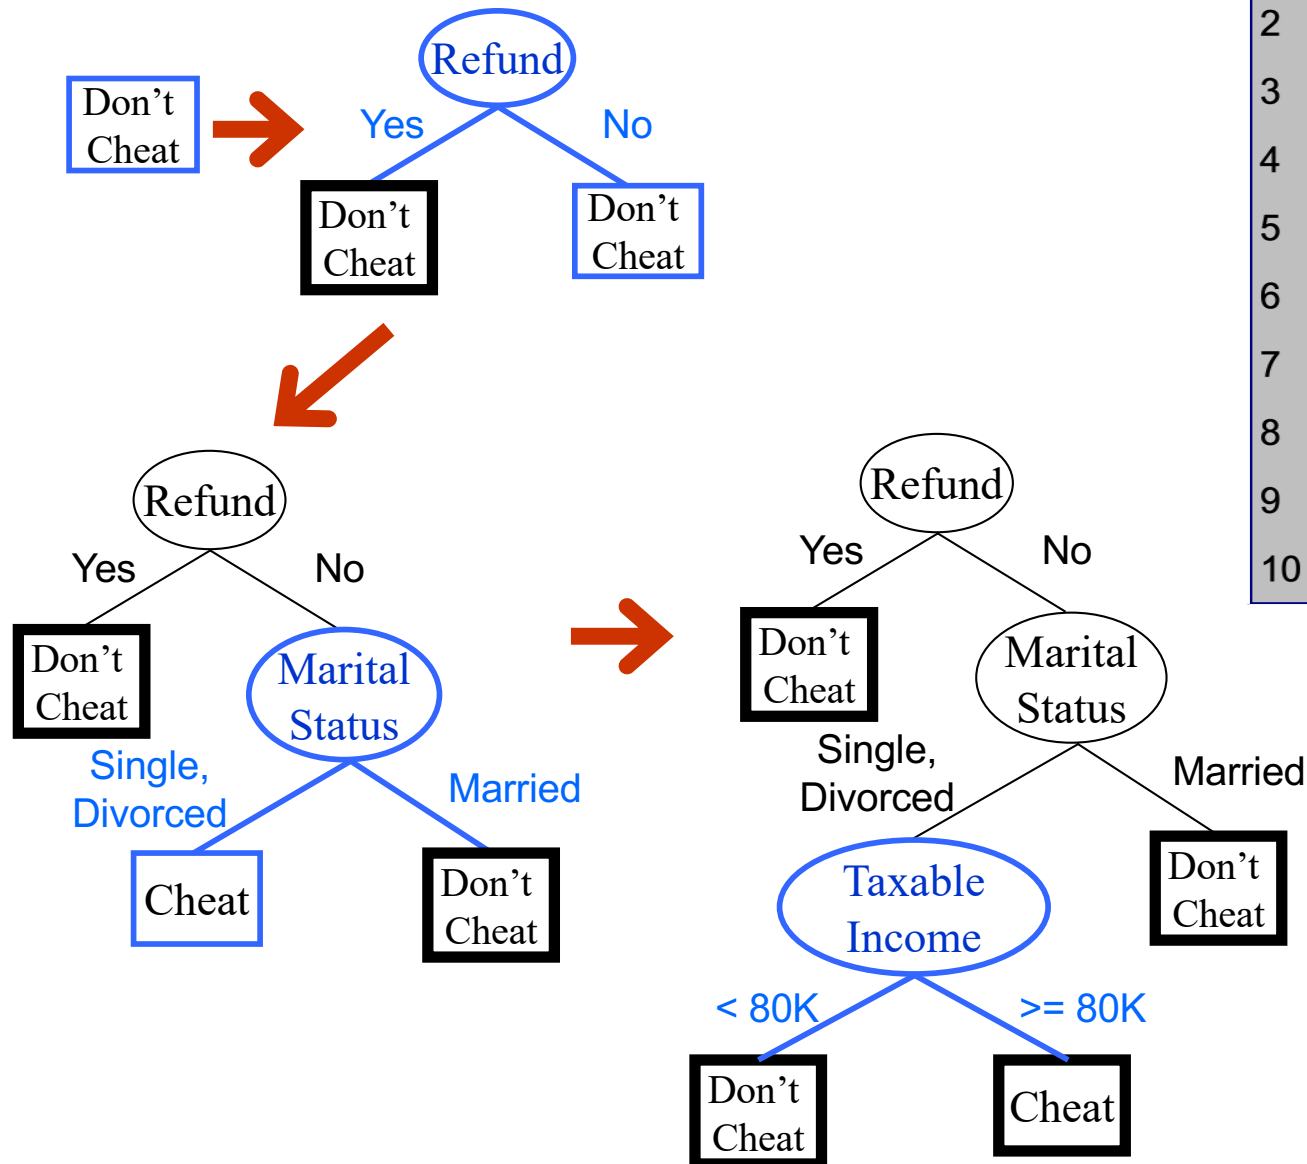 Refund
Yes
No
Don't
Cheat
Don't
Cheat
Don't
Cheat
Refund
Yes
No
Don't
Cheat
Marital
Status
Single,
Divorced
Married
Cheat
Don't
Cheat
Refund
Yes
No
Don't
Cheat
Marital
Status
Single,
Divorced
Married
Taxable
Income
Don't
Cheat
< 80K
>= 80K
Don't
Cheat
Cheat
2
3
4
5
6
7
8
9
10